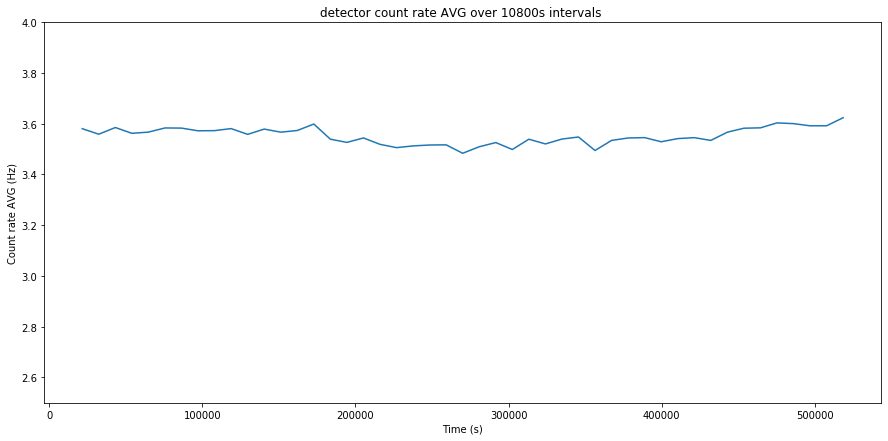 detector count rate AVG over 10800s intervals
4.0
3.8
3.6
3.4
3.2
3.0
2.8
2.6
Count rate AVG (Hz)
0 100000 200000 300000 400000 500000
Time (s)